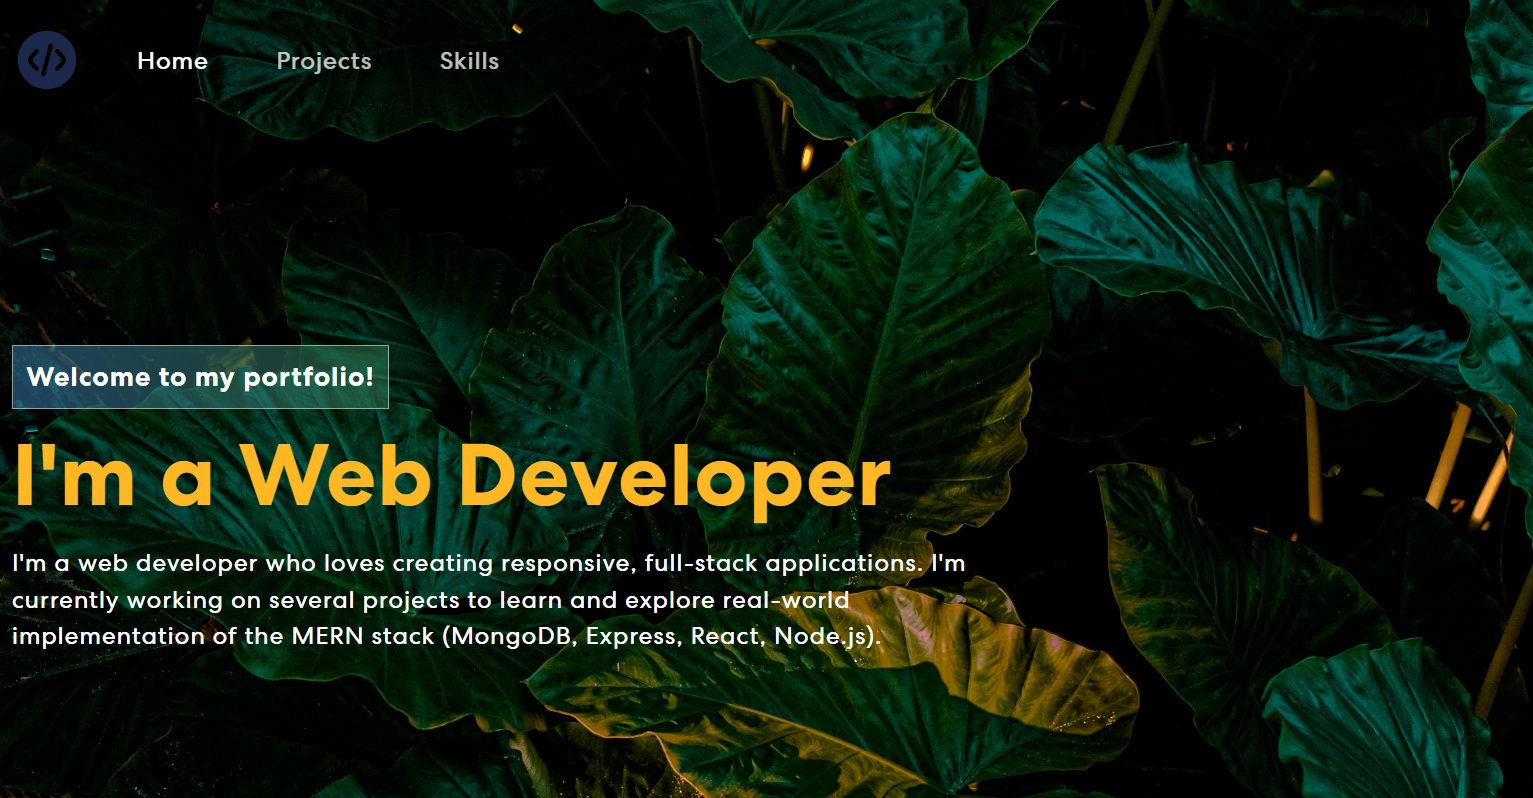 </>
Home Projects Skills
Welcome to my portfolio!
I'm a Web Developer
I'm a web developer who loves creating responsive, full-stack applications. I'm
currently working on several projects to learn and explore real-world
implementation of the MERN stack (MongoDB, Express, React, Node.js).